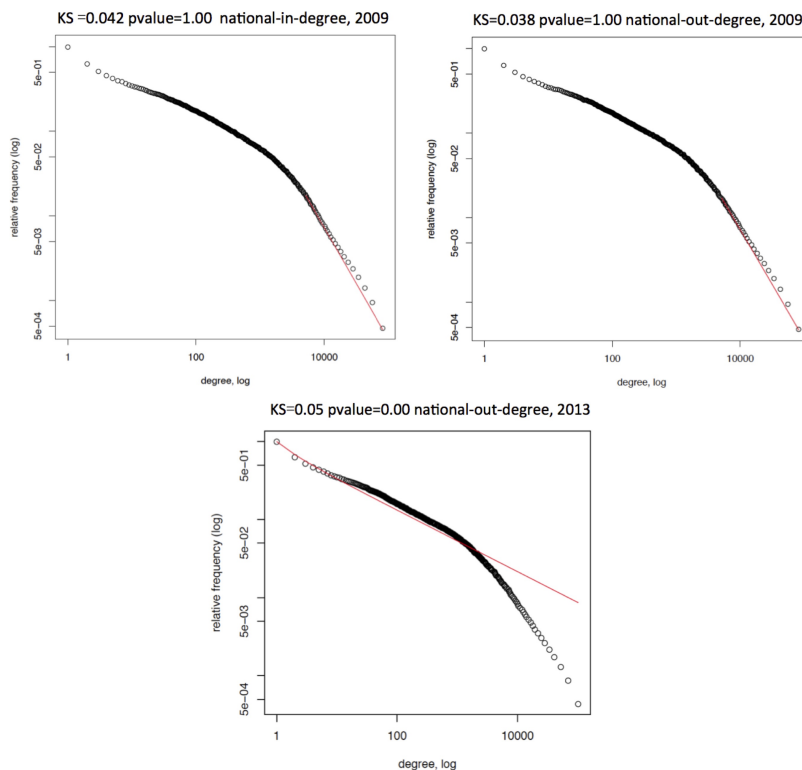 KS =0.042 pvalue=1.00 national-in-degree, 2009
relative frequency (log)
5e-01
5e-02
5e-03
5e-04
1
100
10000
degree, log
KS=0.038 pvalue=1.00 national-out-degree, 2009
relative frequency (log)
5e-01
5e-02
5e-03
5e-04
1
100
10000
degree, log
KS=0.05 pvalue=0.00 national-out-degree, 2013
relative frequency (log)
5e-01
5e-02
5e-03
5e-04
1
100
10000
degree, log